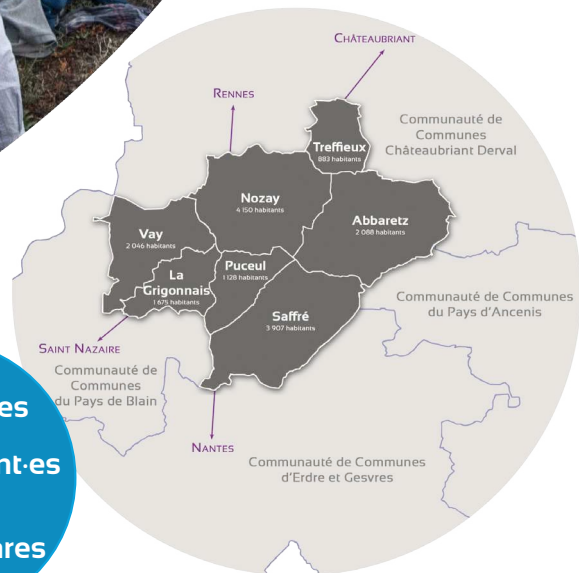 CHÂTEAUBRIANT
RENNES
Communauté de
Communes
Châteaubriant Derval
Treffieux
883 habitants
Nozay
4 150 habitants
Abbaretz
2 088 habitants
Vay
2 046 habitants
La
Grigonnais
1 675 habitants
Puceul
1 128 habitants
Saffré
3 907 habitants
Communauté de Communes
du Pays d'Ancenis
SAINT NAZAIRE
Communauté de
Communes
du Pays de Blain
NANTES
Communauté de Communes
d'Erdre et Gesvres
es
nt·es
ares